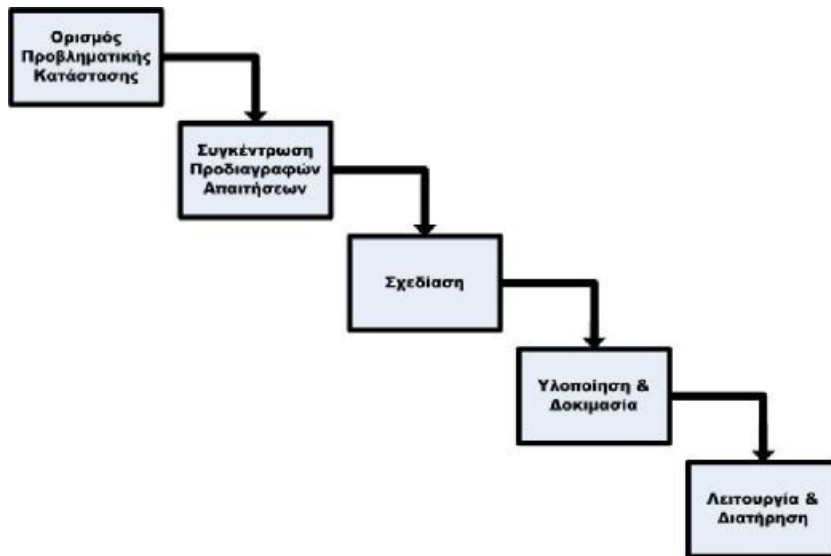 Ορισμός
Προβληματικής
Κατάστασης
Συγκέντρωση
Προδιαγραφών
Απαιτήσεων
Σχεδίαση
Υλοποίηση &
Δοκιμασία
Λειτουργία &
Διατήρηση